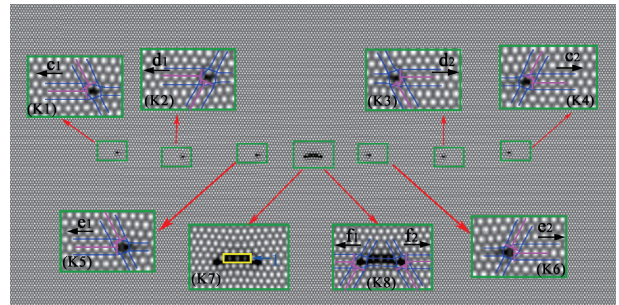 c1
(K1)
d1
(K2)
d2
(K3)
c2
(K4)
e1
(K5)
(K7)
f1
f2
(K8)
e2
(K6)